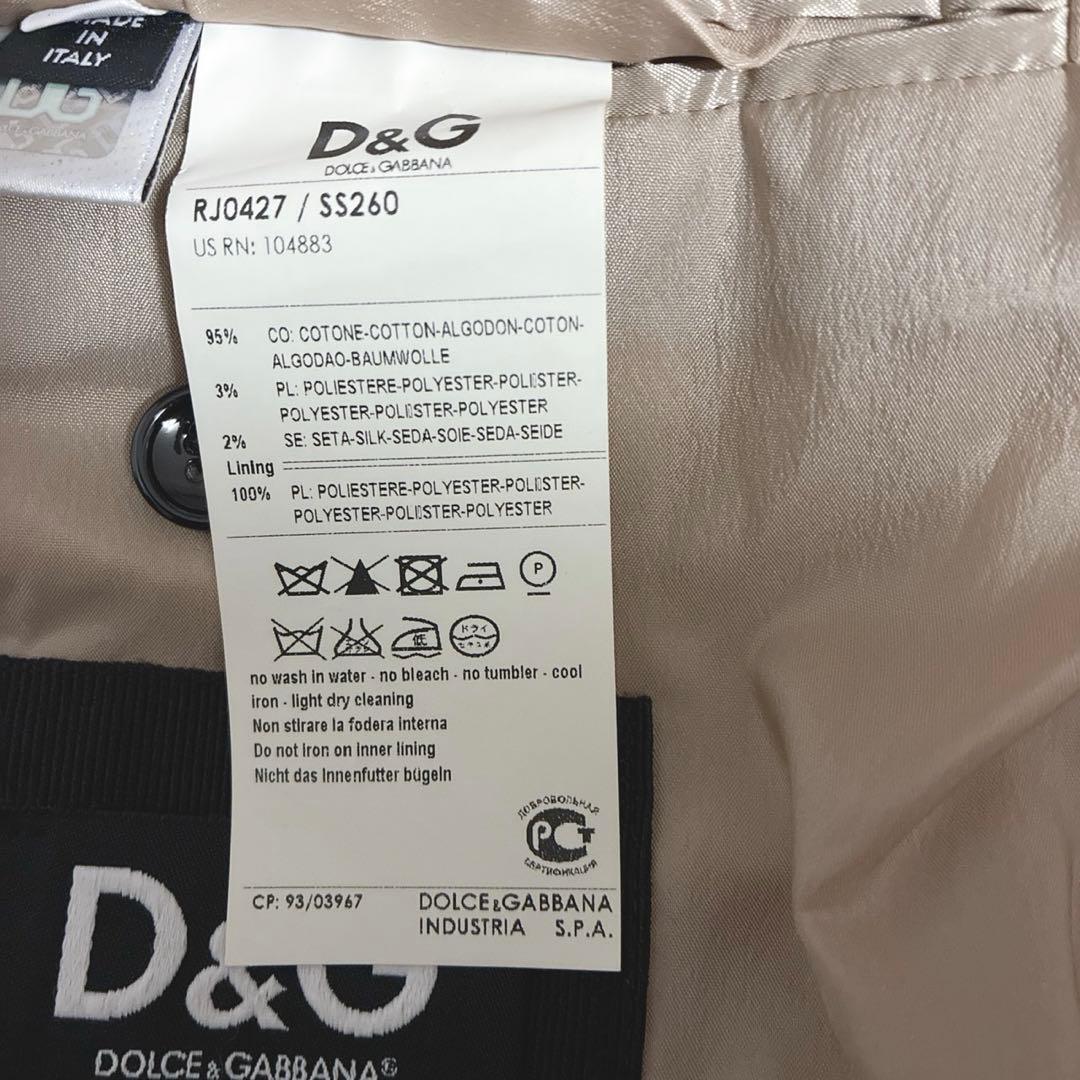 MADE
IN
ITALY
D&G
DOLCE & GABBANA
RJ0427 / SS260
US RN: 104883
95% CO: COTONE-COTTON-ALGODON-COTON-
ALGODAO-BAUMWOLLE
3% PL: POLIESTERE-POLYESTER-POLIESTER-
POLYESTER-POLIESTER-POLYESTER
2% SE: SETA-SILK-SEDA-SOIE-SEDA-SEIDE
Lining
100% PL: POLIESTERE-POLYESTER-POLIESTER-
POLYESTER-POLIESTER-POLYESTER
P
低
ドライ
no wash in water - no bleach - no tumbler - cool
iron - light dry cleaning
Non stirare la fodera interna
Do not iron on inner lining
Nicht das Innenfutter bügeln
ДОБРОВОЛЬНАЯ
РСТ
СЕРТИФИКАЦИЯ
CP: 93/03967
DOLCE&GABBANA
INDUSTRIA S.P.A.
D&G
DOLCE & GABBANA®